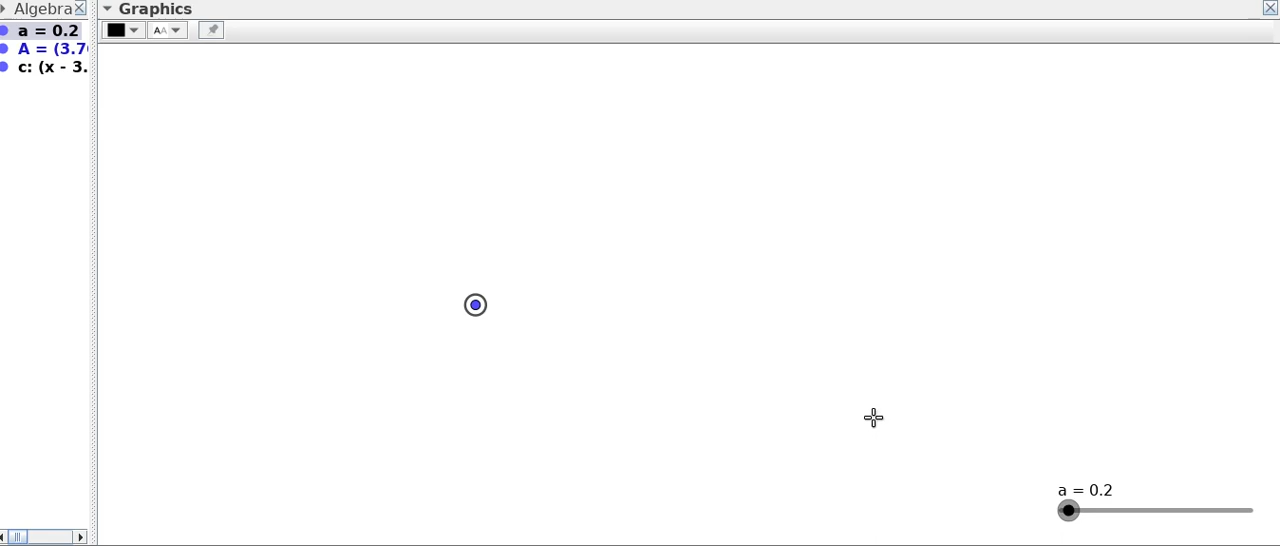 Algebra
Graphics
a = 0.2
A = (3.7
c: (x - 3.
AA
a = 0.2